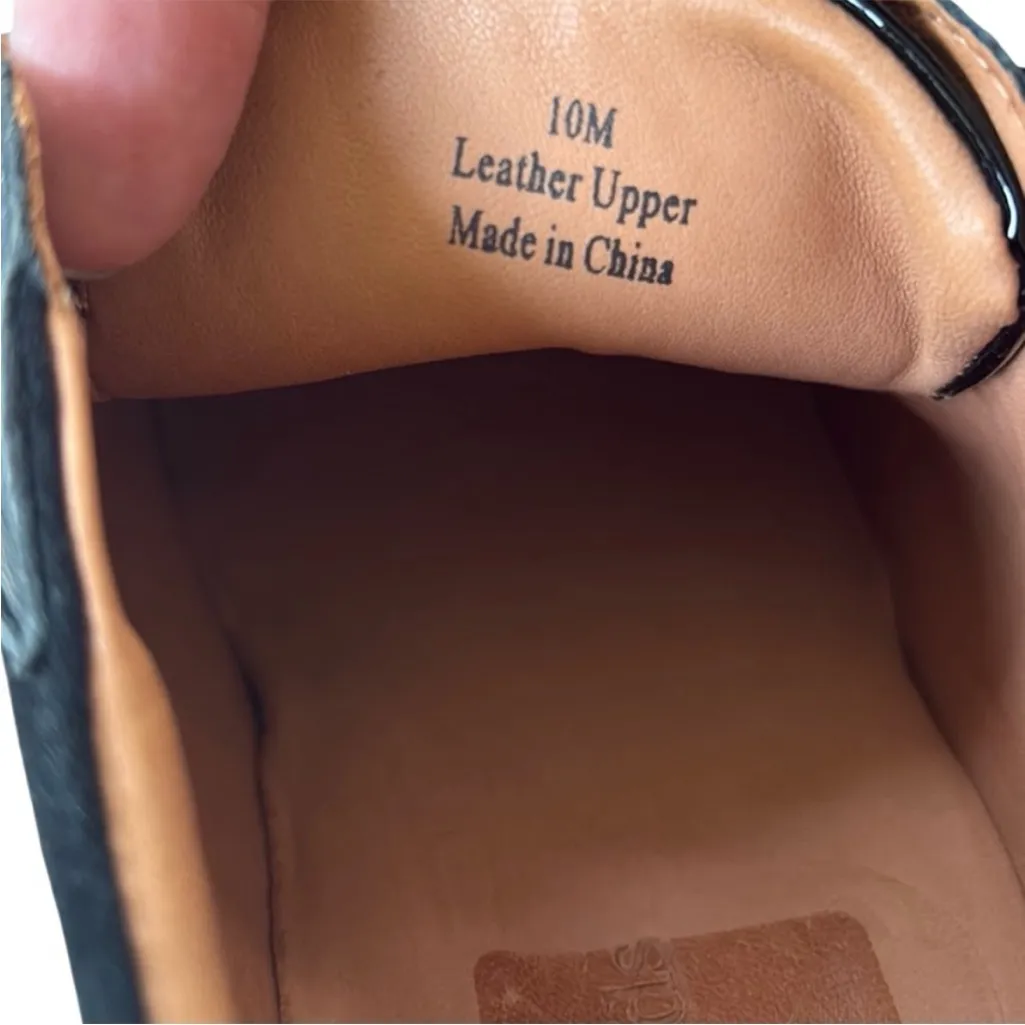 10M
Leather Upper
Made in China